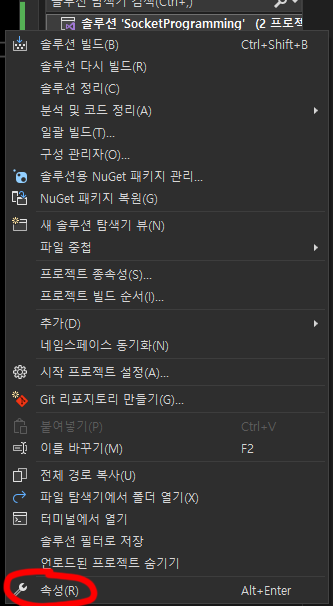 솔루션 탐색기 검색(Ctrl+;)
솔루션 'SocketProgramming' (2 프로젝
솔루션 빌드(B) Ctrl+Shift+B
솔루션 다시 빌드(R)
솔루션 정리(C)
분석 및 코드 정리(A)
일괄 빌드(T)...
구성 관리자(O)...
솔루션용 NuGet 패키지 관리...
NuGet 패키지 복원(G)
새 솔루션 탐색기 뷰(N)
파일 중첩
프로젝트 종속성(S)...
프로젝트 빌드 순서(I)...
추가(D)
네임스페이스 동기화(N)
시작 프로젝트 설정(A)...
Git 리포지토리 만들기(G)...
붙여넣기(P) Ctrl+V
이름 바꾸기(M) F2
전체 경로 복사(U)
파일 탐색기에서 폴더 열기(X)
터미널에서 열기
솔루션 필터로 저장
언로드된 프로젝트 숨기기
속성(R) Alt+Enter